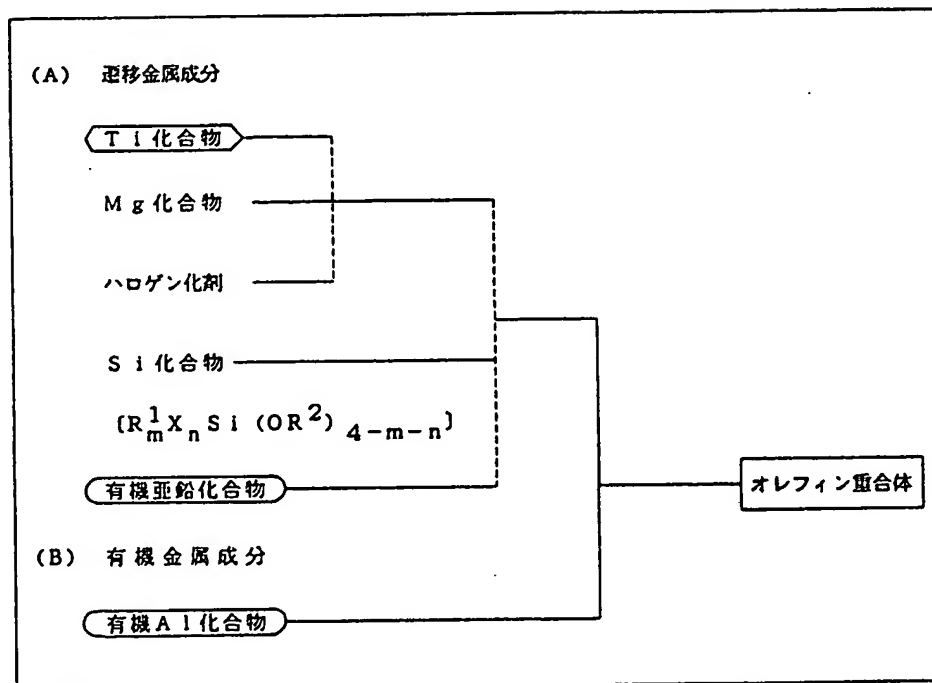 (A) 遷移金属成分
Ti化合物
Mg化合物
ハロゲン化剤
Si化合物
[R¹ₘXₙSi(OR²)₄₋ₘ₋ₙ]
有機亜鉛化合物
オレフィン重合体
(B) 有機金属成分
有機Al化合物